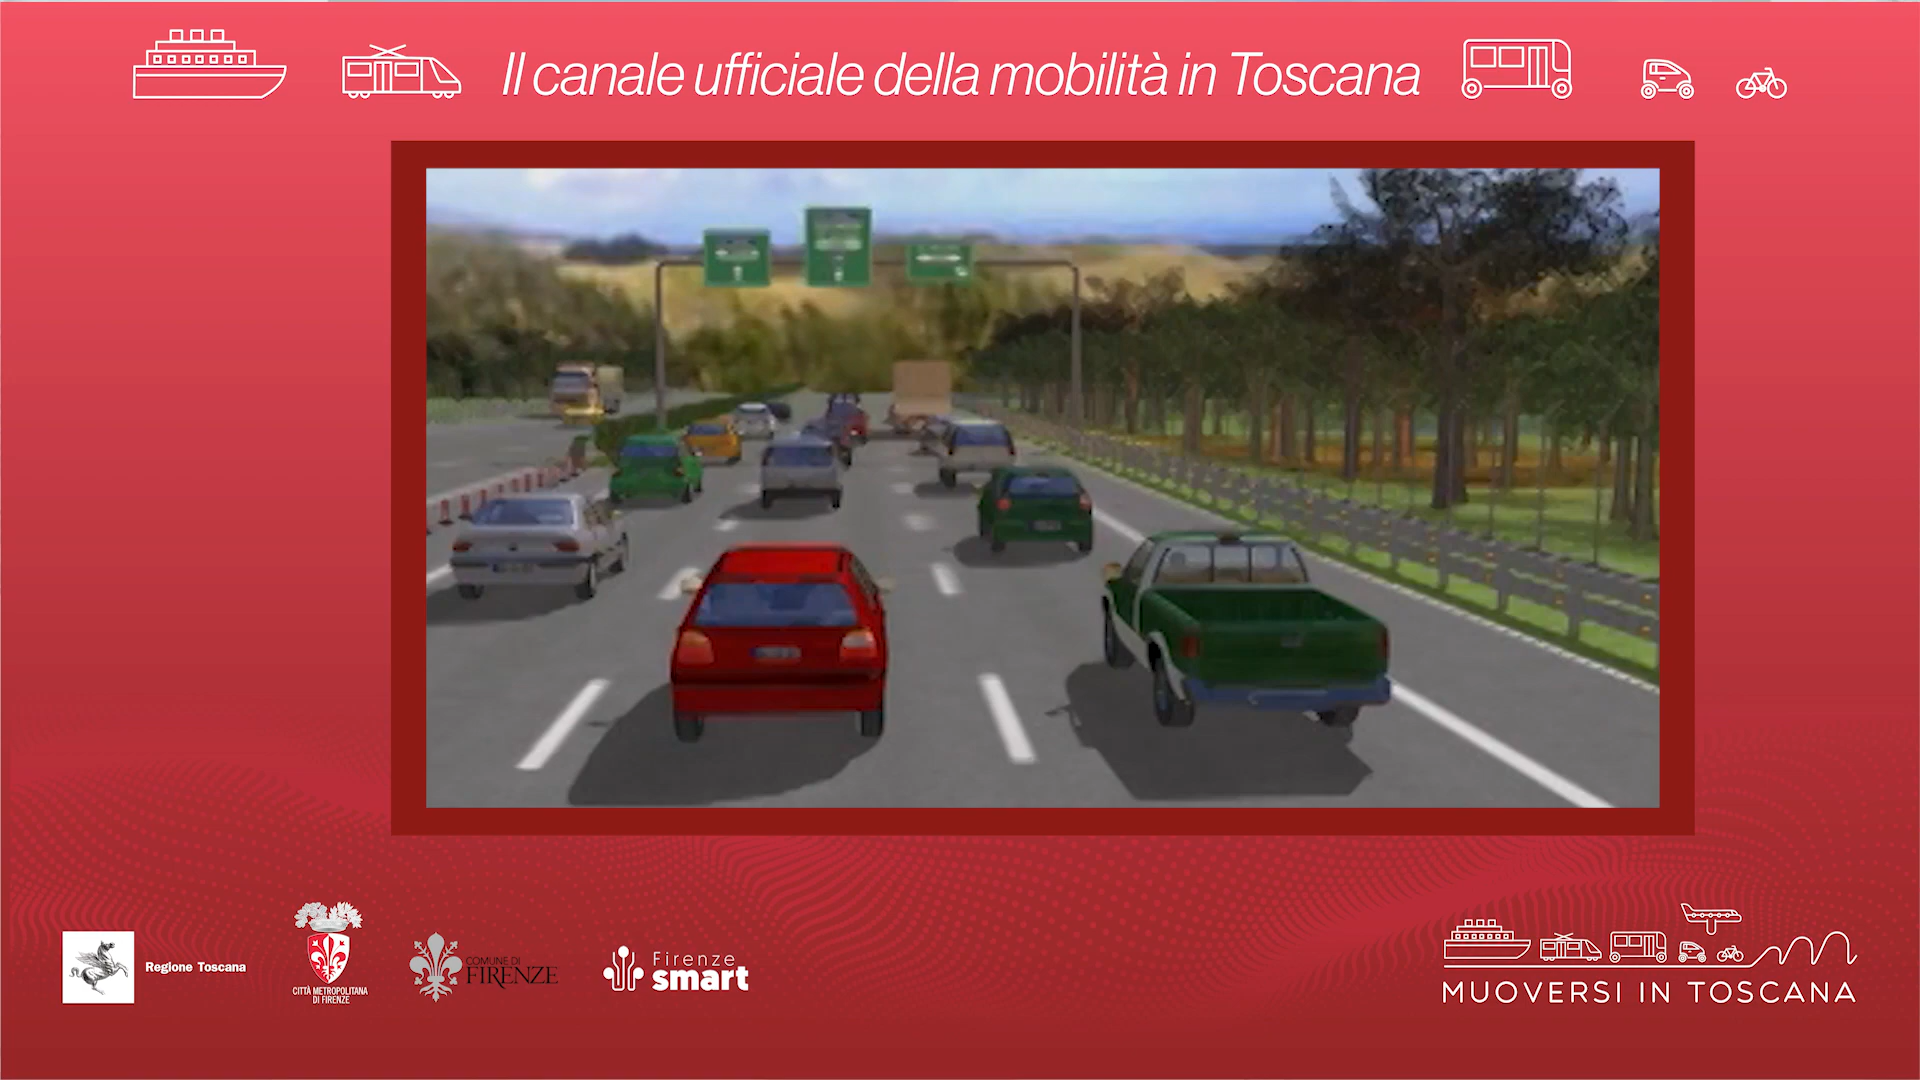 Il canale ufficiale della mobilità in Toscana
Regione Toscana
CITTÀ METROPOLITANA
DI FIRENZE
COMUNE DI
FIRENZE
Firenze
smart
MUOVERSI IN TOSCANA